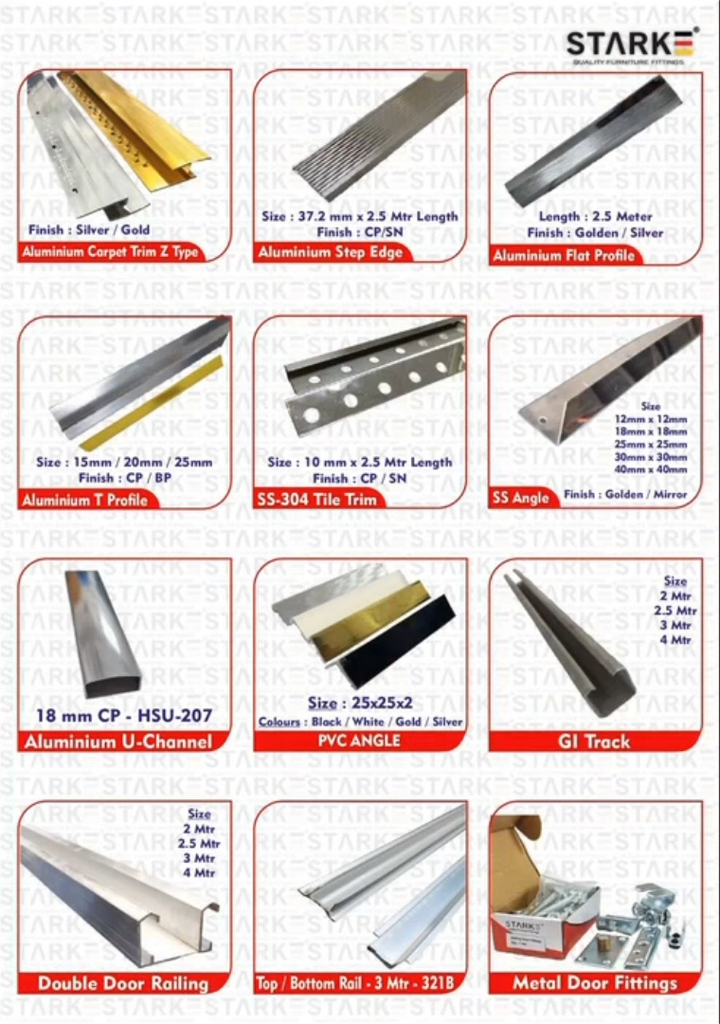 STARKE®
QUALITY FURNITURE FITTINGS
Finish : Silver / Gold
Aluminium Carpet Trim Z Type
Size : 37.2 mm x 2.5 Mtr Length
Finish : CP/SN
Aluminium Step Edge
Length : 2.5 Meter
Finish : Golden / Silver
Aluminium Flat Profile
Size : 15mm / 20mm / 25mm
Finish : CP / BP
Aluminium T Profile
Size : 10 mm x 2.5 Mtr Length
Finish : CP / SN
SS-304 Tile Trim
Size
12mm x 12mm
18mm x 18mm
25mm x 25mm
30mm x 30mm
40mm x 40mm
Finish : Golden / Mirror
SS Angle
18 mm CP - HSU-207
Aluminium U-Channel
Size : 25x25x2
Colours : Black / White / Gold / Silver
PVC ANGLE
Size
2 Mtr
2.5 Mtr
3 Mtr
4 Mtr
GI Track
Size
2 Mtr
2.5 Mtr
3 Mtr
4 Mtr
Double Door Railing
Top / Bottom Rail - 3 Mtr - 321B
STARKE
Metal Door Fittings